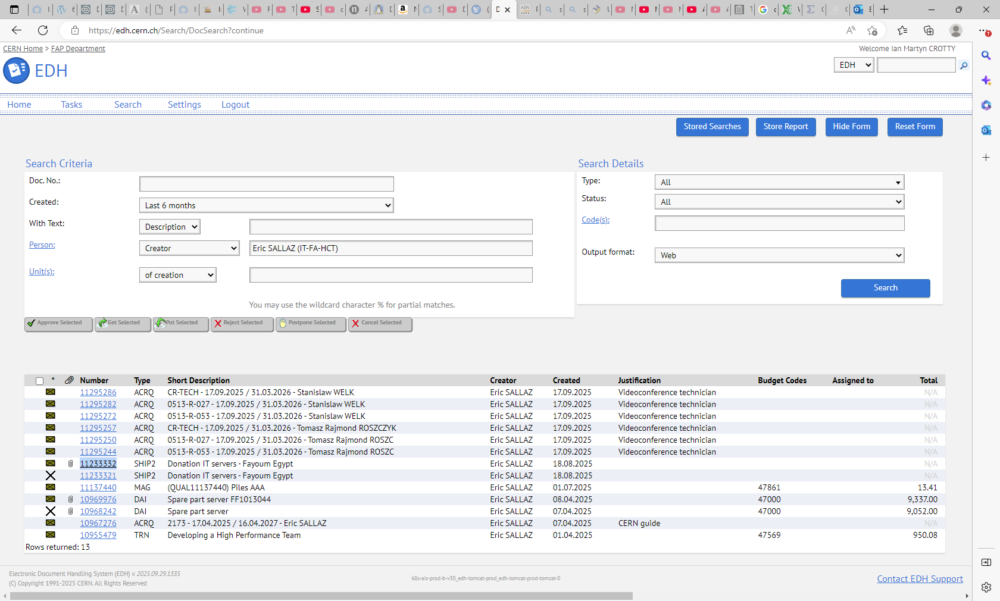 https://edh.cern.ch/Search/DocSearch?continue
CERN Home > FAP Department
Welcome Ian Martyn CROTTY
EDH
EDH
Home Tasks Search Settings Logout
Stored Searches Store Report Hide Form Reset Form
Search Criteria
Doc. No.:
Created: Last 6 months
With Text: Description
Person: Creator Eric SALLAZ (IT-FA-HCT)
Unit(s): of creation
You may use the wildcard character % for partial matches.
Search Details
Type: All
Status: All
Code(s):
Output format: Web
Search
Approve Selected Get Selected Put Selected Reject Selected Postpone Selected Cancel Selected
* Number Type Short Description Creator Created Justification Budget Codes Assigned to Total
11295286 ACRQ CR-TECH - 17.09.2025 / 31.03.2026 - Stanislaw WELK Eric SALLAZ 17.09.2025 Videoconference technician N/A
11295282 ACRQ 0513-R-027 - 17.09.2025 / 31.03.2026 - Stanislaw WELK Eric SALLAZ 17.09.2025 Videoconference technician N/A
11295272 ACRQ 0513-R-053 - 17.09.2025 / 31.03.2026 - Stanislaw WELK Eric SALLAZ 17.09.2025 Videoconference technician N/A
11295257 ACRQ CR-TECH - 17.09.2025 / 31.03.2026 - Tomasz Rajmond ROSZCZYK Eric SALLAZ 17.09.2025 Videoconference technician N/A
11295250 ACRQ 0513-R-027 - 17.09.2025 / 31.03.2026 - Tomasz Rajmond ROSZC Eric SALLAZ 17.09.2025 Videoconference technician N/A
11295244 ACRQ 0513-R-053 - 17.09.2025 / 31.03.2026 - Tomasz Rajmond ROSZC Eric SALLAZ 17.09.2025 Videoconference technician N/A
11233332 SHIP2 Donation IT servers - Fayoum Egypt Eric SALLAZ 18.08.2025 N/A
11233321 SHIP2 Donation IT servers - Fayoum Egypt Eric SALLAZ 18.08.2025 N/A
11137440 MAG (QUAL11137440) Piles AAA Eric SALLAZ 01.07.2025 47861 13.41
10969976 DAI Spare part server FF1013044 Eric SALLAZ 08.04.2025 47000 9,337.00
10968242 DAI Spare part server Eric SALLAZ 07.04.2025 47000 9,052.00
10967276 ACRQ 2173 - 17.04.2025 / 16.04.2027 - Eric SALLAZ Eric SALLAZ 07.04.2025 CERN guide N/A
10955479 TRN Developing a High Performance Team Eric SALLAZ 01.04.2025 47569 950.08
Rows returned: 13
Electronic Document Handling System (EDH) v. 2025.09.29.1335
(C) Copyright 1991-2025 CERN. All Rights Reserved
k8s-ais-prod-b-v30_edh-tomcat-prod_edh-tomcat-prod-tomcat-0
Contact EDH Support